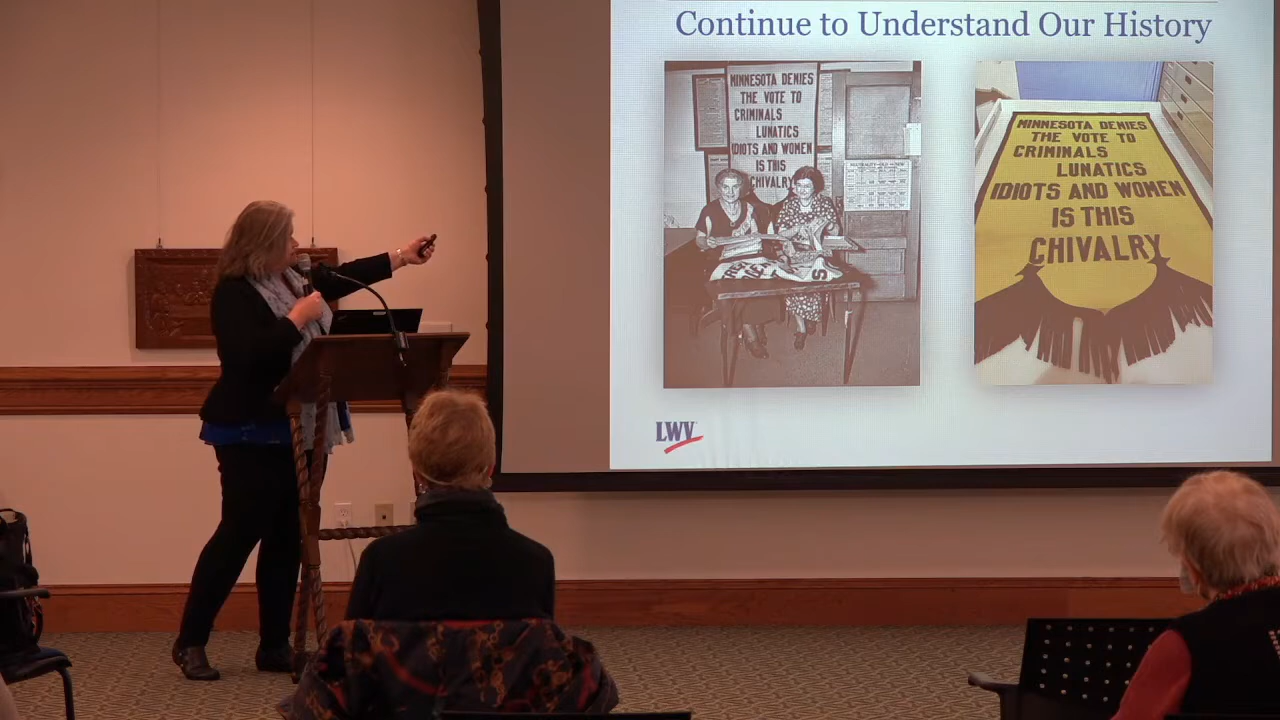 Continue to Understand Our History
MINNESOTA DENIES
THE VOTE TO
CRIMINALS
LUNATICS
IDIOTS AND WOMEN
IS THIS
CHIVALRY
MINNESOTA DENIES
THE VOTE TO
CRIMINALS
LUNATICS
IDIOTS AND WOMEN
IS THIS
CHIVALRY
LWV